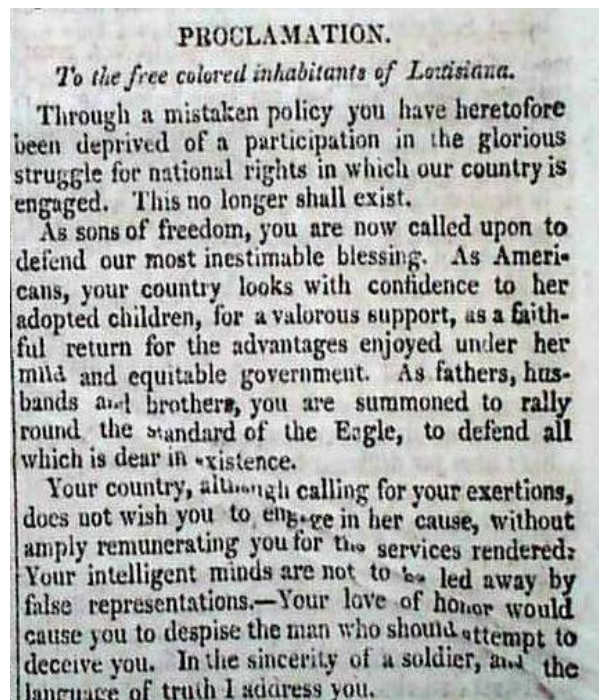 PROCLAMATION.
To the free colored inhabitants of Louisiana.
Through a mistaken policy you have heretofore
been deprived of a participation in the glorious
struggle for national rights in which our country is
engaged. This no longer shall exist.
As sons of freedom, you are now called upon to
defend our most inestimable blessing. As Ameri-
cans, your country looks with confidence to her
adopted children, for a valorous support, as a faith-
ful return for the advantages enjoyed under her
mild and equitable government. As fathers, hus-
bands and brothers, you are summoned to rally
round the standard of the Eagle, to defend all
which is dear in existence.
Your country, although calling for your exertions,
does not wish you to engage in her cause, without
amply remunerating you for the services rendered:
Your intelligent minds are not to be led away by
false representations.—Your love of honor would
cause you to despise the man who should attempt to
deceive you. In the sincerity of a soldier, and the
language of truth I address you.